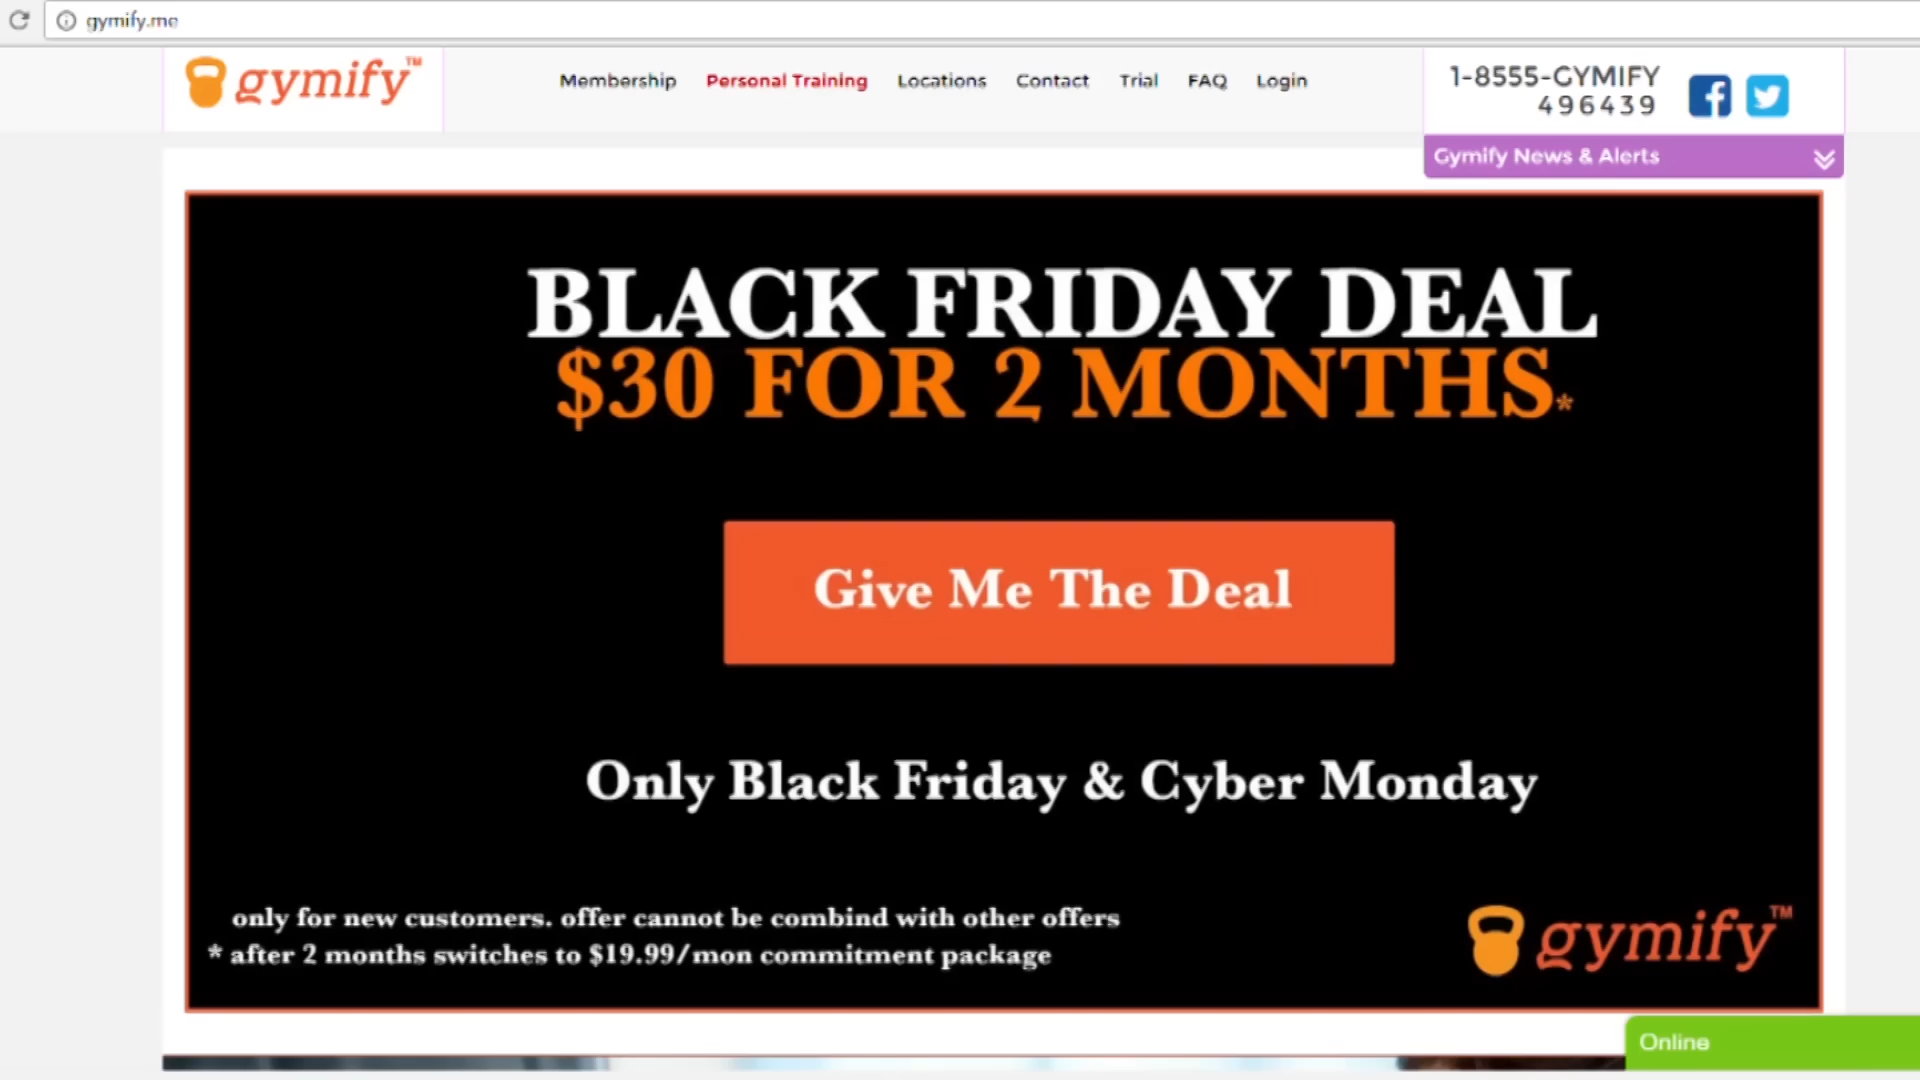 gymify.me
gymify™
Membership Personal Training Locations Contact Trial FAQ Login
1-8555-GYMIFY
496439
Gymify News & Alerts
BLACK FRIDAY DEAL
$30 FOR 2 MONTHS*
Give Me The Deal
Only Black Friday & Cyber Monday
only for new customers. offer cannot be combind with other offers
* after 2 months switches to $19.99/mon commitment package
gymify™
Online